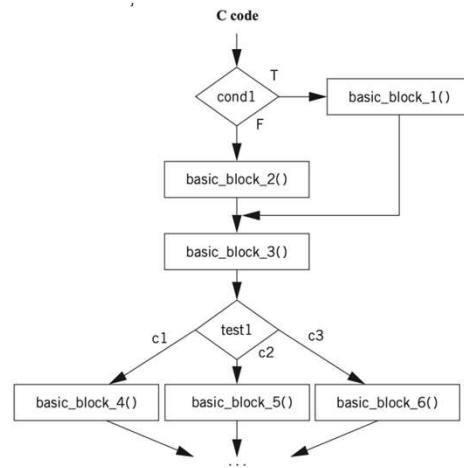 C code
T
cond1
basic_block_1()
F
basic_block_2()
basic_block_3()
test1
c1
c2
c3
basic_block_4()
basic_block_5()
basic_block_6()
...